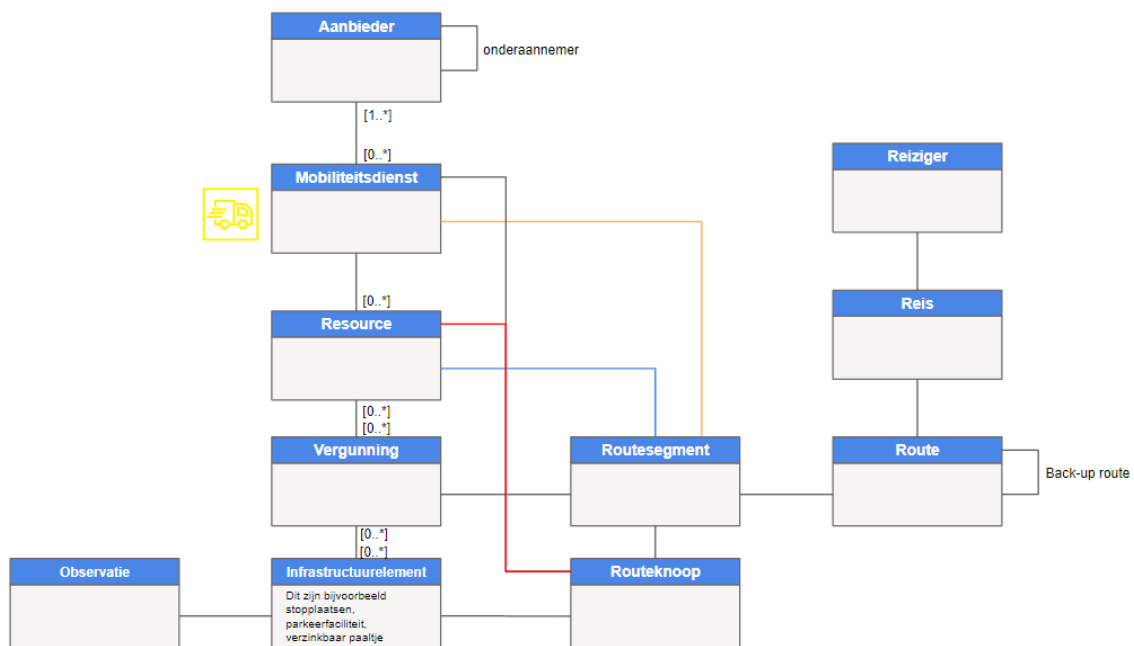 Aanbieder
onderaannemer
[1..*]
[0..*]
Mobiliteitsdienst
Reiziger
[0..*]
Resource
Reis
[0..*]
[0..*]
Vergunning
Routesegment
Route
Back-up route
[0..*]
[0..*]
Observatie
Infrastructuurelement
Routeknoop
Dit zijn bijvoorbeeld
stopplaatsen,
parkeerfaciliteit,
verzinkbaar paaltje